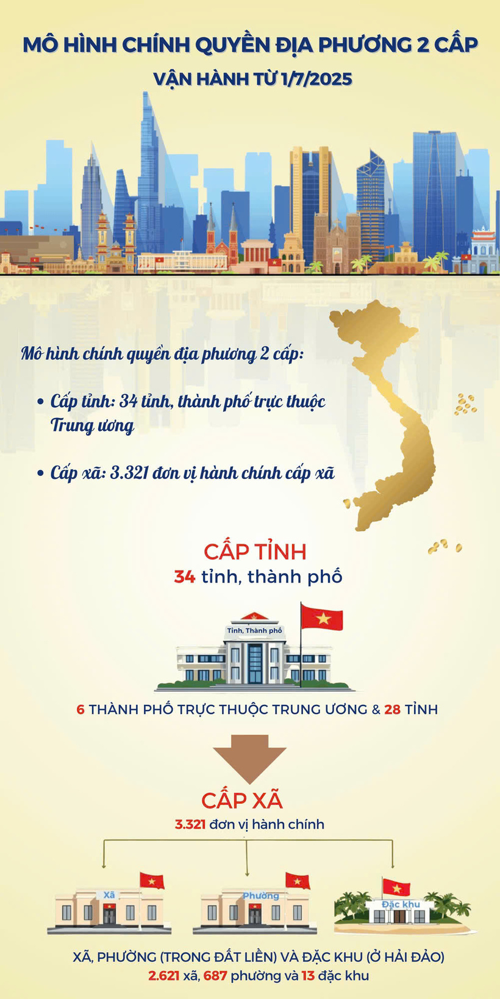 MÔ HÌNH CHÍNH QUYỀN ĐỊA PHƯƠNG 2 CẤP
VẬN HÀNH TỪ 1/7/2025
Mô hình chính quyền địa phương 2 cấp:
• Cấp tỉnh: 34 tỉnh, thành phố trực thuộc
Trung ương
• Cấp xã: 3.321 đơn vị hành chính cấp xã
CẤP TỈNH
34 tỉnh, thành phố
Tỉnh, Thành phố
6 THÀNH PHỐ TRỰC THUỘC TRUNG ƯƠNG & 28 TỈNH
CẤP XÃ
3.321 đơn vị hành chính
Xã
Phường
Đặc khu
XÃ, PHƯỜNG (TRONG ĐẤT LIỀN) VÀ ĐẶC KHU (Ở HẢI ĐẢO)
2.621 xã, 687 phường và 13 đặc khu